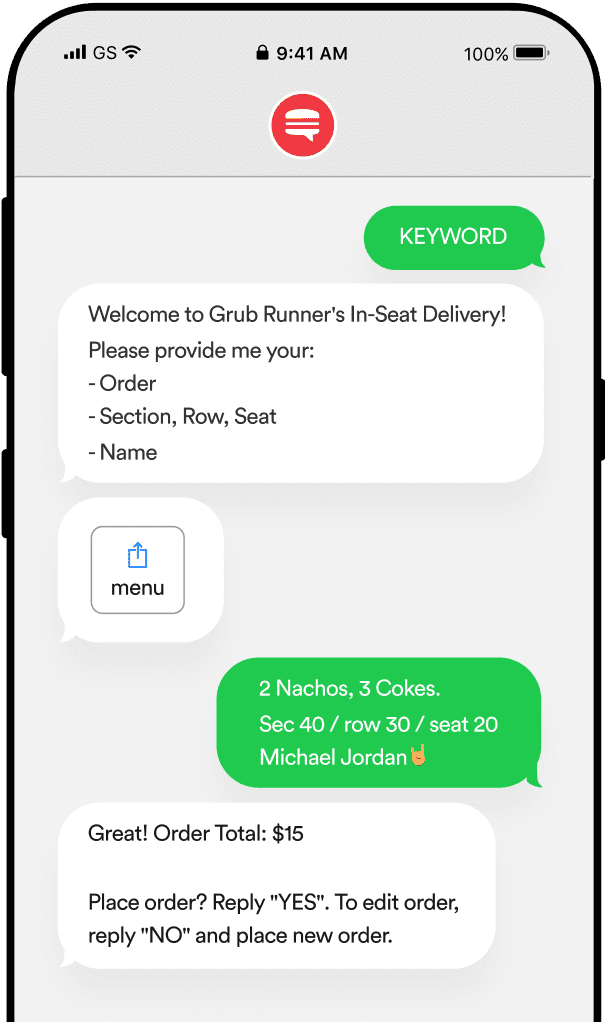 GS 9:41 AM 100%
KEYWORD
Welcome to Grub Runner's In-Seat Delivery!
Please provide me your:
- Order
- Section, Row, Seat
- Name
menu
2 Nachos, 3 Cokes.
Sec 40 / row 30 / seat 20
Michael Jordan🤘
Great! Order Total: $15
Place order? Reply "YES". To edit order,
reply "NO" and place new order.